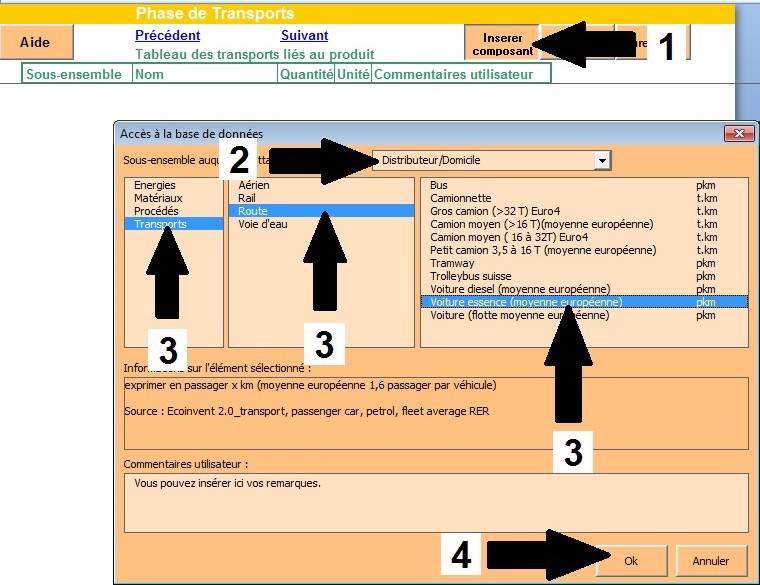 Phase de Transports
Aide
Précédent Suivant
Inserer composant
1
Tableau des transports liés au produit
Sous-ensemble Nom Quantité Unité Commentaires utilisateur
Accès à la base de données
Sous-ensemble
2
Distributeur/Domicile
Energies
Matériaux
Procédés
Transports
Aérien
Rail
Route
Voie d'eau
Bus pkm
Camionnette t.km
Gros camion (>32 T) Euro4 t.km
Camion moyen (>16 T)(moyenne européenne) t.km
Camion moyen ( 16 à 32T) Euro4 t.km
Petit camion 3,5 à 16 T (moyenne européenne) t.km
Tramway pkm
Trolleybus suisse pkm
Voiture diesel (moyenne européenne) pkm
Voiture essence (moyenne européenne) pkm
Voiture (flotte moyenne européenne) pkm
3
3
3
Informations sur l'élément sélectionné :
exprimer en passager x km (moyenne européenne 1,6 passager par véhicule)
Source : Ecoinvent 2.0_transport, passenger car, petrol, fleet average RER
Commentaires utilisateur :
Vous pouvez insérer ici vos remarques.
4
Ok Annuler